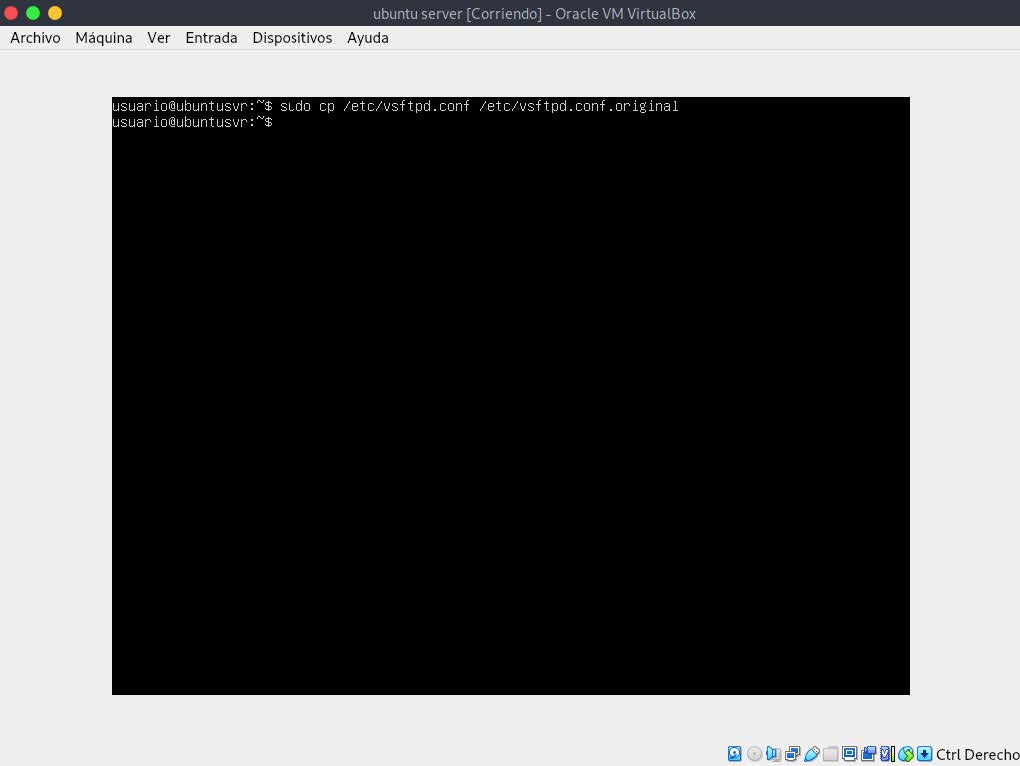 ubuntu server [Corriendo] - Oracle VM VirtualBox
Archivo Máquina Ver Entrada Dispositivos Ayuda
usuario@ubuntusvr:~$ sudo cp /etc/vsftpd.conf /etc/vsftpd.conf.original
usuario@ubuntusvr:~$
Ctrl Derecho